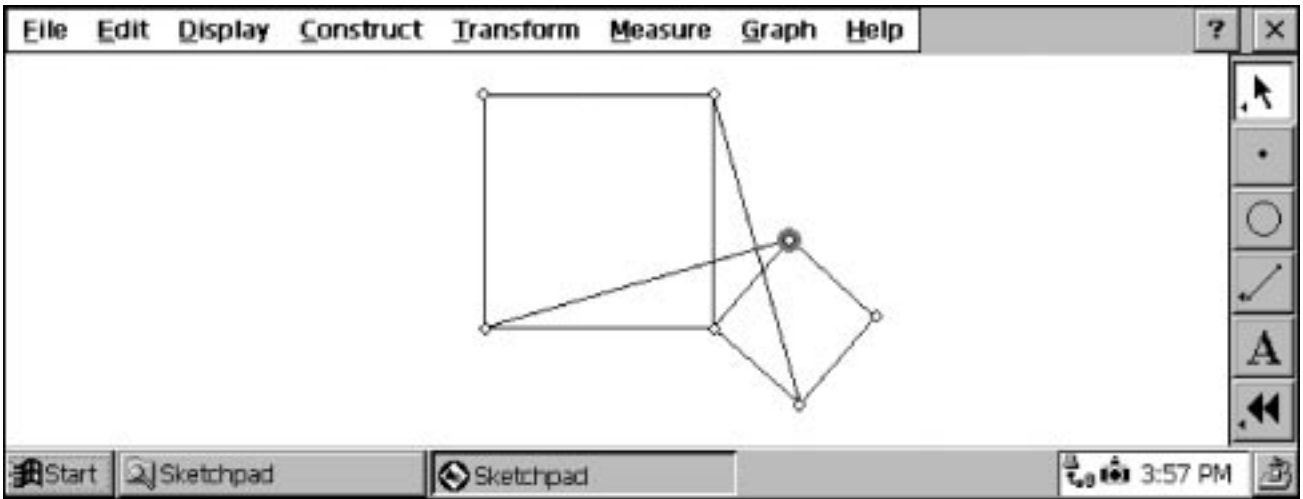 File Edit Display Construct Transform Measure Graph Help ? ×
A
Start Sketchpad Sketchpad 3:57 PM